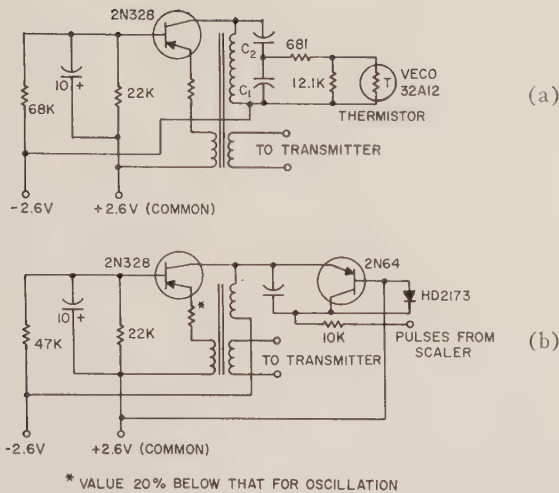 2N328
C2
681
C1
12.1K
T
VECO
32A12
THERMISTOR
10 +
22K
68K
TO TRANSMITTER
-2.6V
+2.6V (COMMON)
(a)
2N328
2N64
*
HD2173
10 +
22K
47K
10K
PULSES FROM
SCALER
TO TRANSMITTER
-2.6V
+2.6V (COMMON)
(b)
* VALUE 20% BELOW THAT FOR OSCILLATION